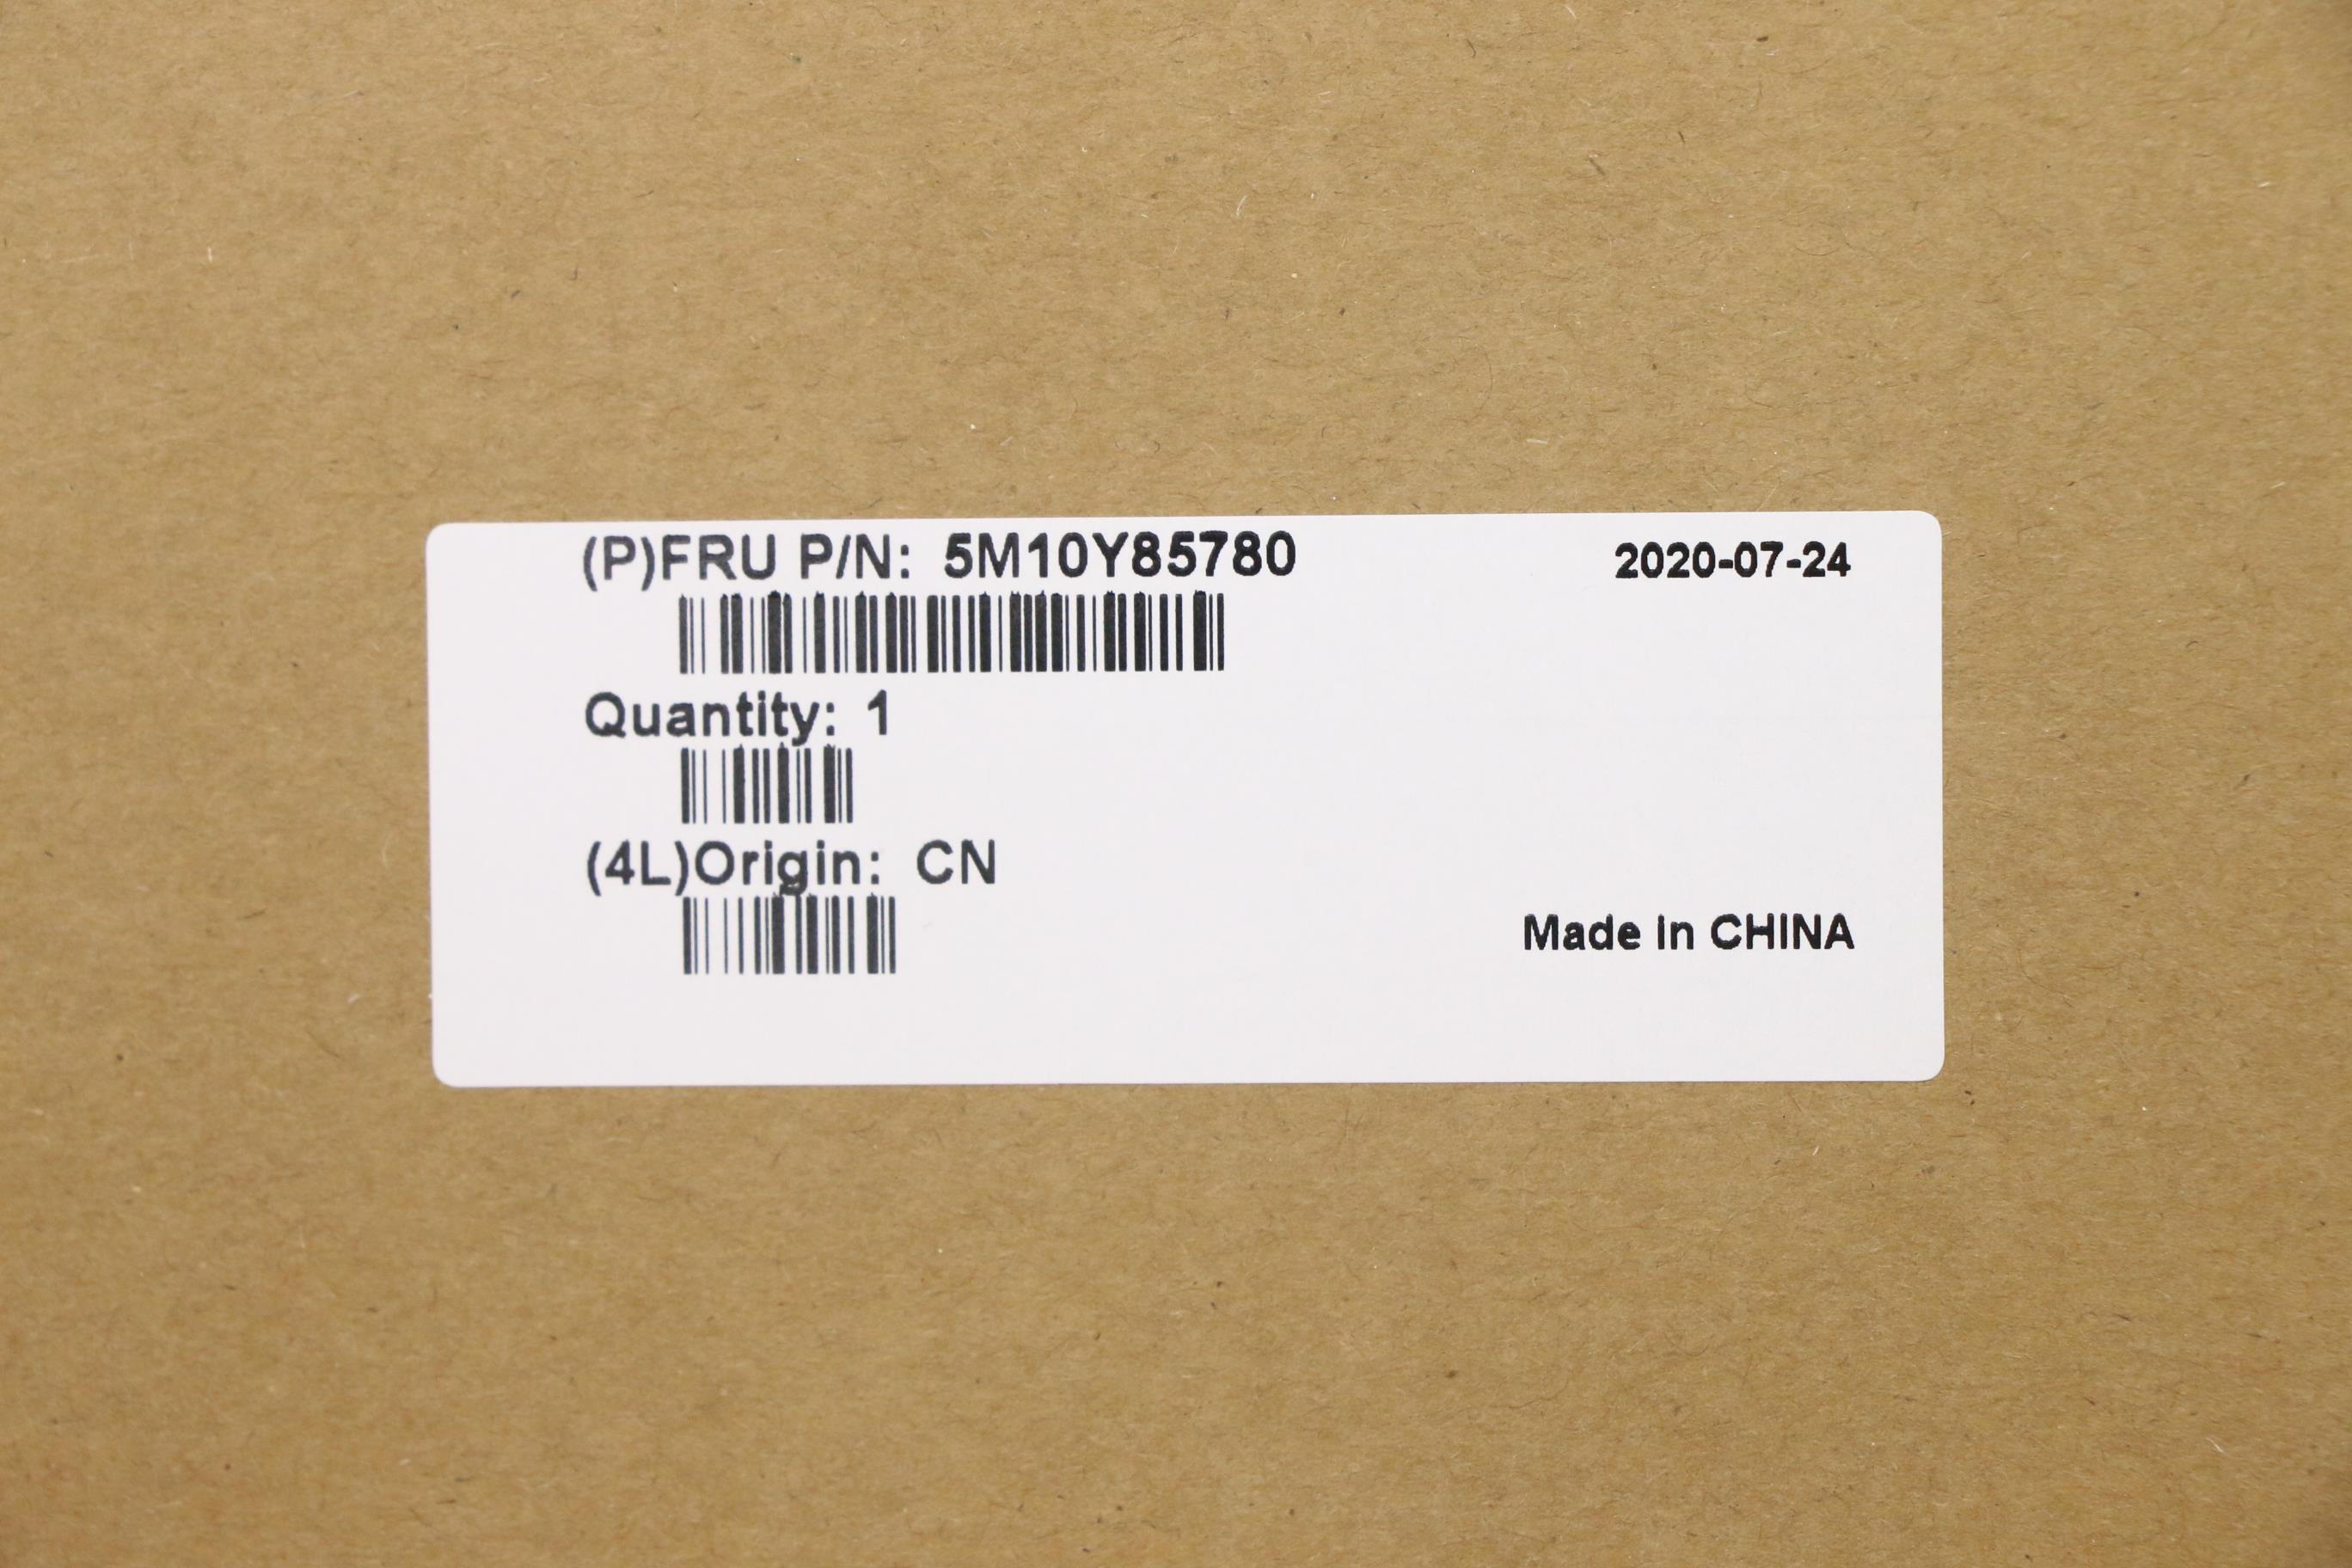 (P)FRU P/N: 5M10Y85780
2020-07-24
Quantity: 1
(4L)Origin: CN
Made in CHINA